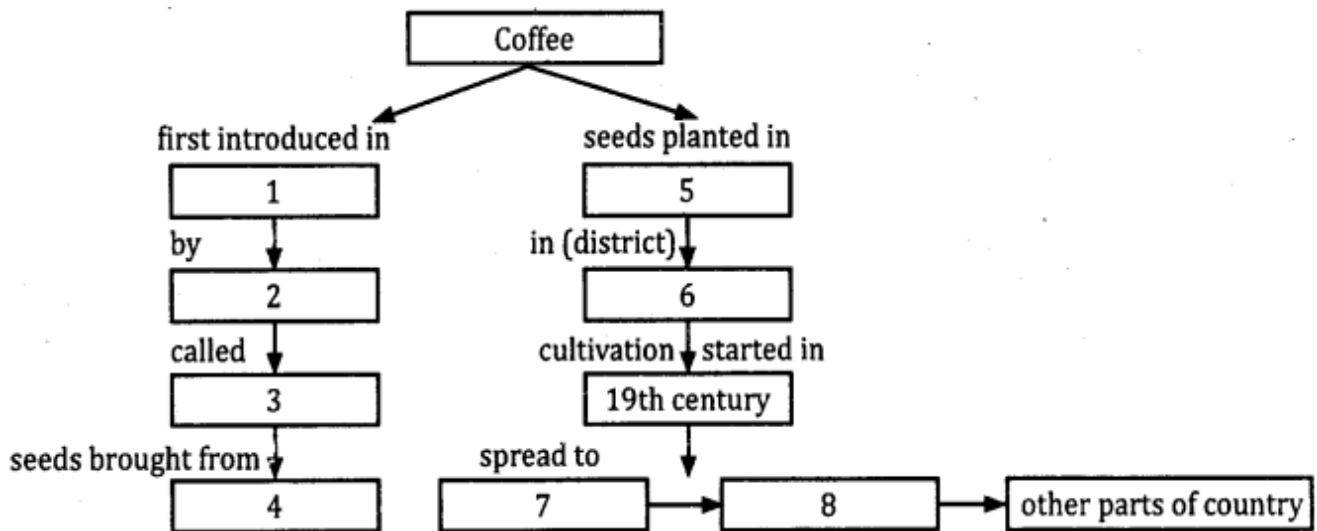 Coffee
first introduced in
seeds planted in
1
5
by
in (district)
2
6
called
cultivation started in
3
19th century
seeds brought from
spread to
4
7
8
other parts of country